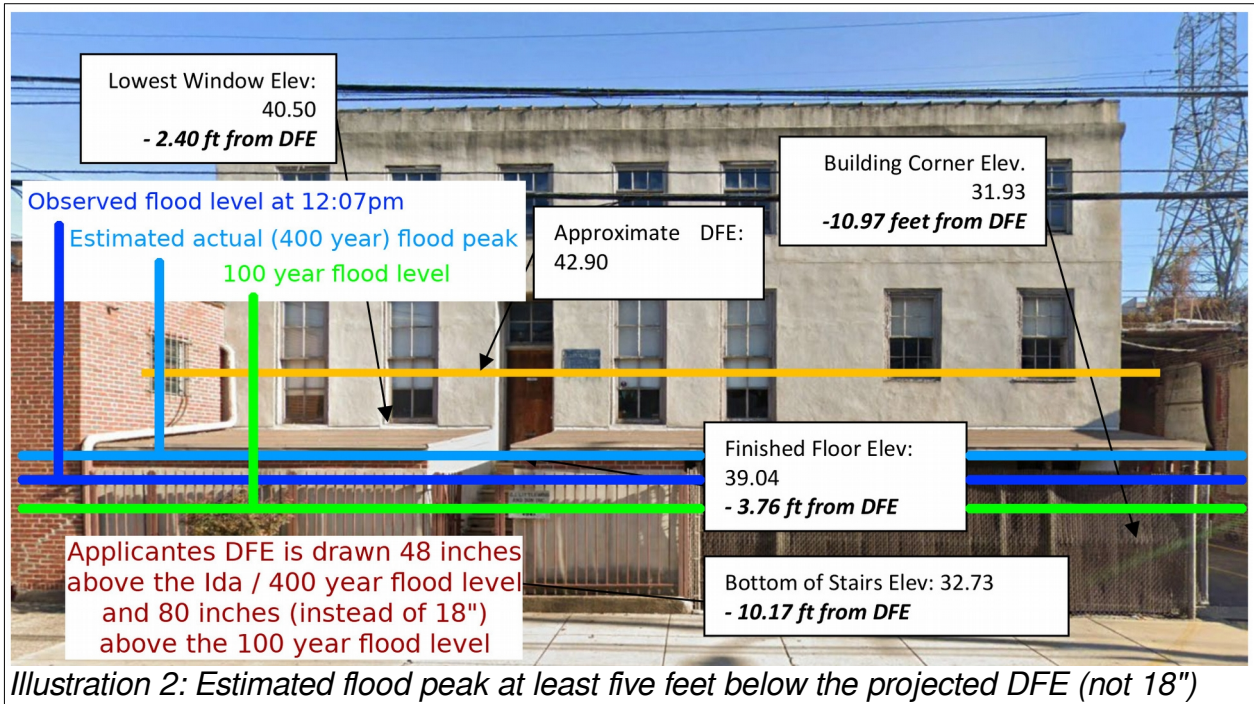 Lowest Window Elev:
40.50
- 2.40 ft from DFE
Building Corner Elev.
31.93
-10.97 feet from DFE
Observed flood level at 12:07pm
Estimated actual (400 year) flood peak
100 year flood level
Approximate DFE:
42.90
Finished Floor Elev:
39.04
- 3.76 ft from DFE
Applicantes DFE is drawn 48 inches
above the Ida / 400 year flood level
and 80 inches (instead of 18")
above the 100 year flood level
Bottom of Stairs Elev: 32.73
- 10.17 ft from DFE
Illustration 2: Estimated flood peak at least five feet below the projected DFE (not 18")